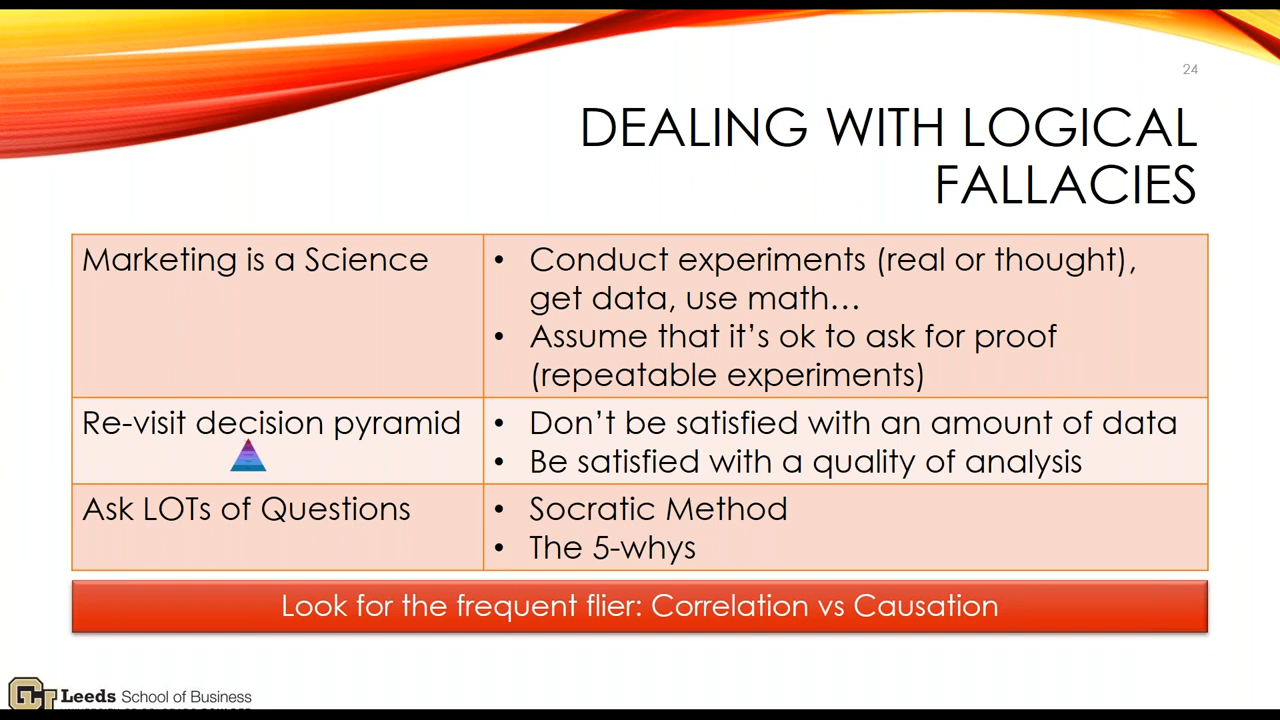 24
DEALING WITH LOGICAL
FALLACIES
Marketing is a Science
• Conduct experiments (real or thought),
get data, use math…
• Assume that it’s ok to ask for proof
(repeatable experiments)
Re-visit decision pyramid
• Don’t be satisfied with an amount of data
• Be satisfied with a quality of analysis
Ask LOTs of Questions
• Socratic Method
• The 5-whys
Look for the frequent flier: Correlation vs Causation
CU Leeds School of Business